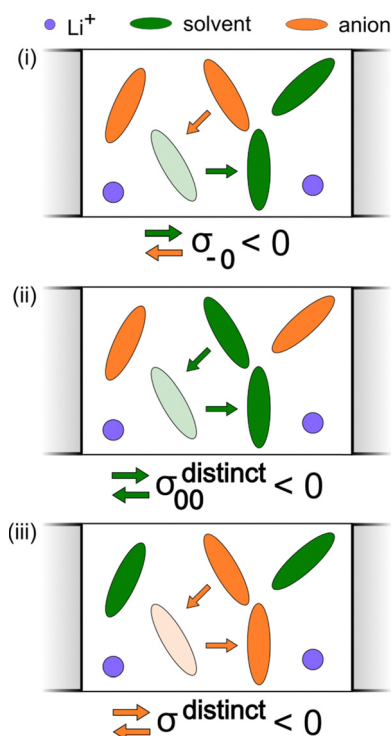 Li+ solvent anion
(i)
σ-0 < 0
(ii)
σ00distinct < 0
(iii)
σdistinct < 0